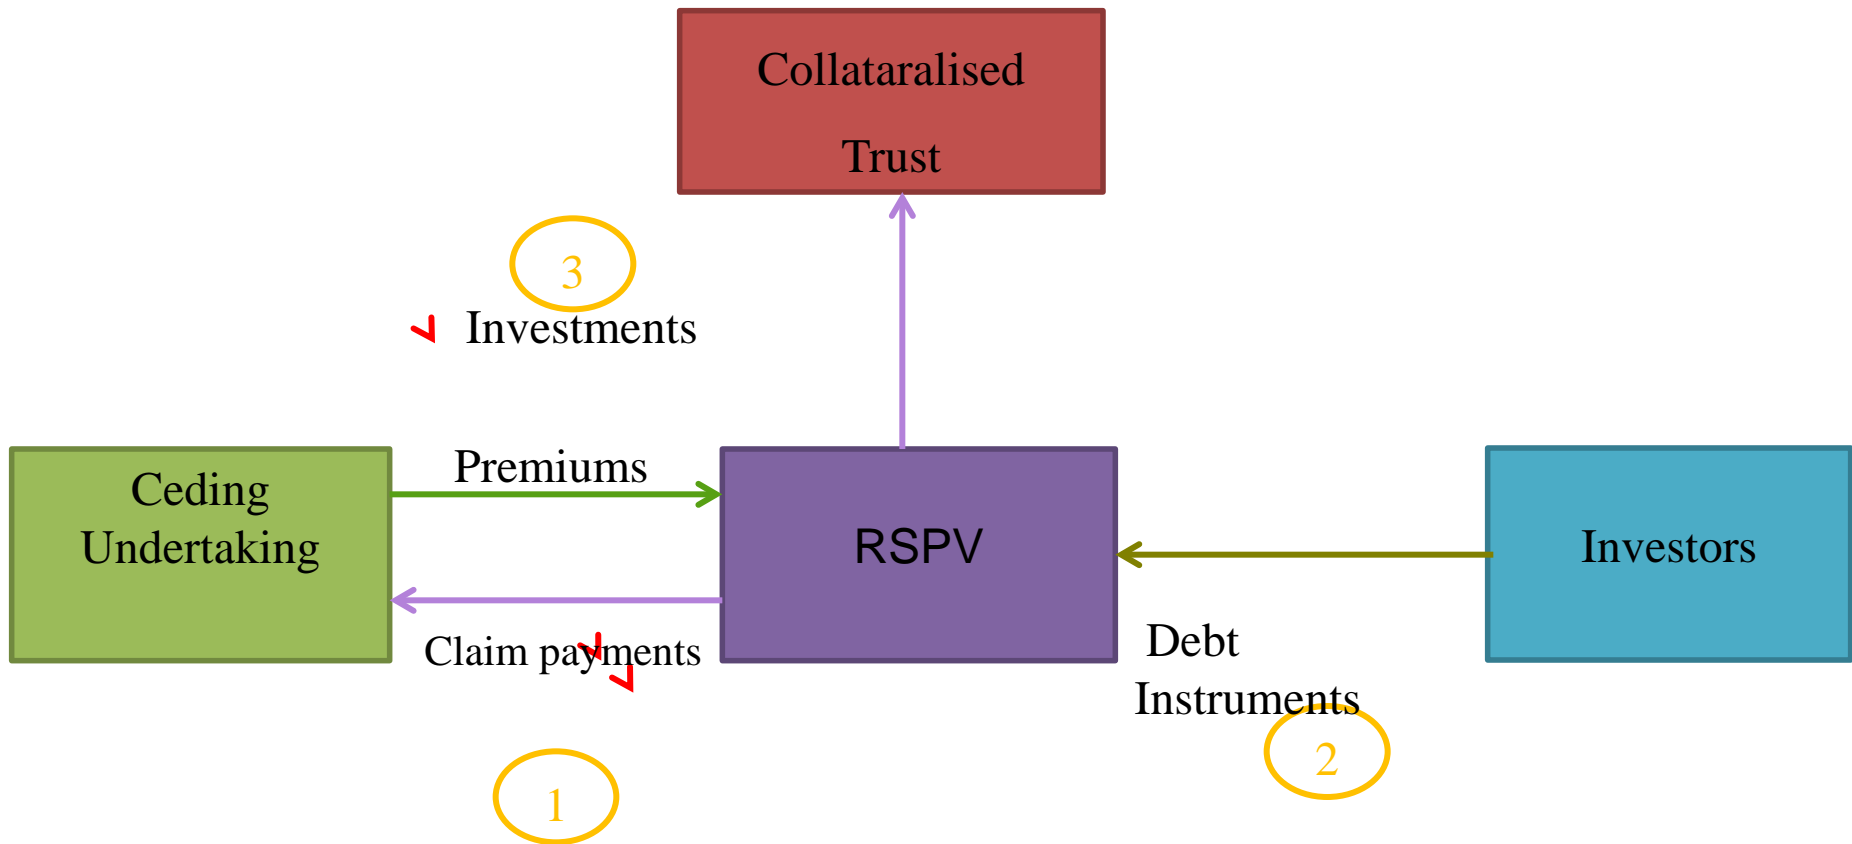 Collataralised
Trust
3
Investments
Premiums
Ceding
Undertaking
RSPV
Investors
Claim payments
Debt
Instruments
2
1